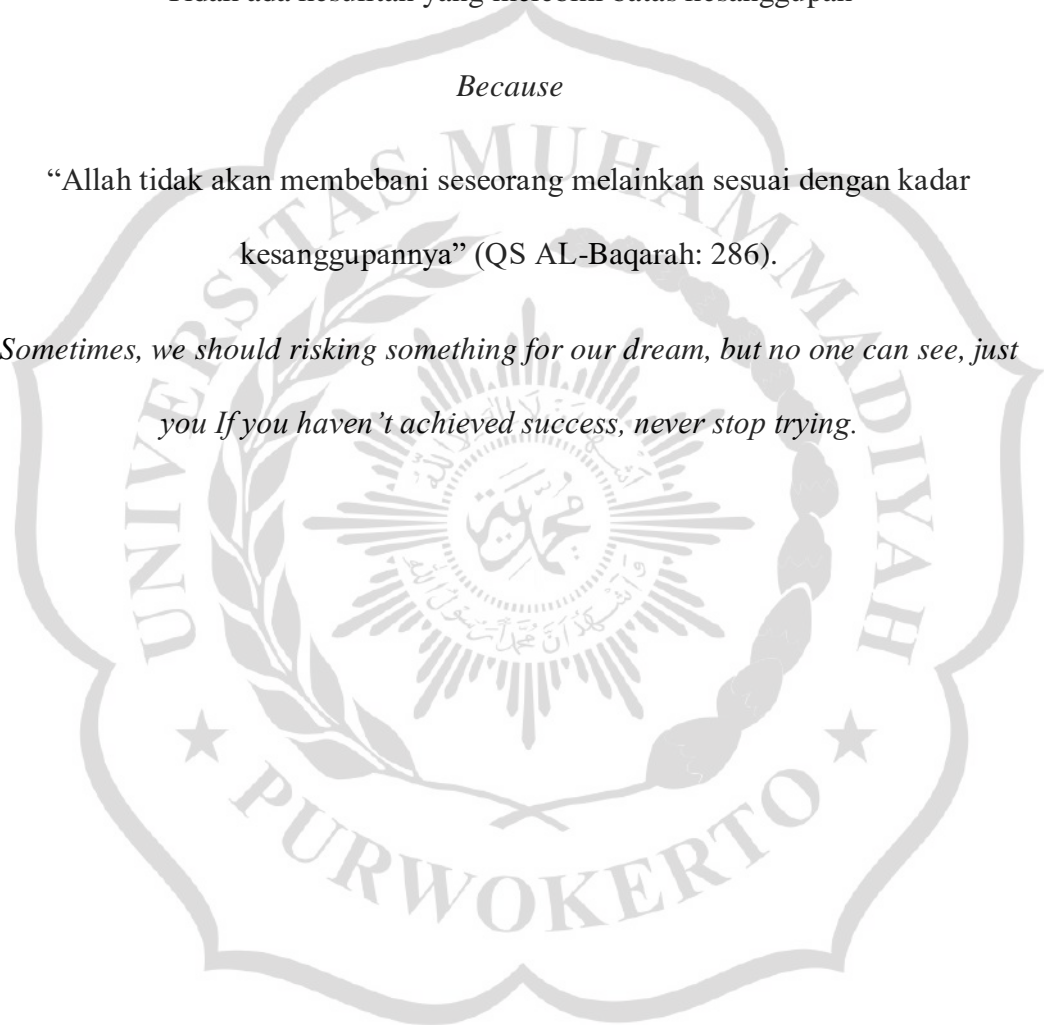 Because
“Allah tidak akan membebani seseorang melainkan sesuai dengan kadar
kesanggupannya” (QS AL-Baqarah: 286).
Sometimes, we should risking something for our dream, but no one can see, just
you If you haven’t achieved success, never stop trying.
UNIVERSITAS MUHAMMADIYAH
PURWOKERTO